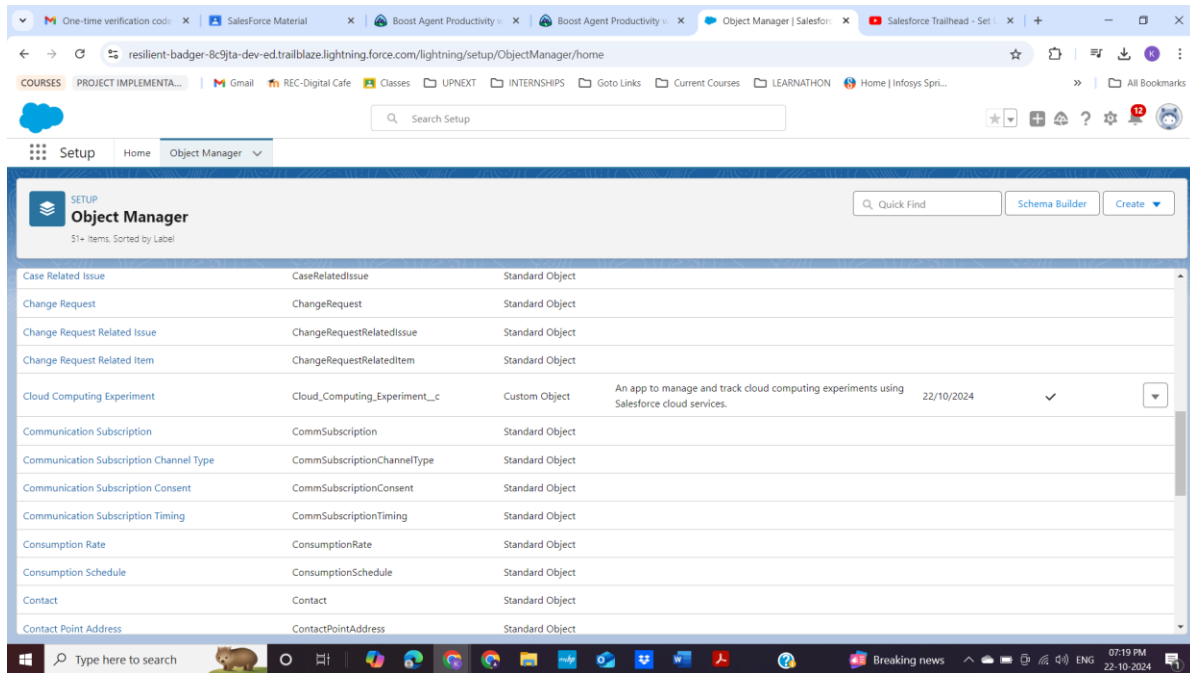 One-time verification code
SalesForce Material
Boost Agent Productivity w
Boost Agent Productivity w
Object Manager | Salesforc
Salesforce Trailhead - Set U
resilient-badger-8c9jta-dev-ed.trailblaze.lightning.force.com/lightning/setup/ObjectManager/home
K
COURSES PROJECT IMPLEMENTA... Gmail REC-Digital Cafe Classes UPNEXT INTERNSHIPS Goto Links Current Courses LEARNATHON Home | Infosys Spri... » All Bookmarks
Search Setup
12
Setup Home Object Manager
SETUP
Object Manager
51+ Items, Sorted by Label
Quick Find Schema Builder Create
Case Related Issue CaseRelatedIssue Standard Object
Change Request ChangeRequest Standard Object
Change Request Related Issue ChangeRequestRelatedIssue Standard Object
Change Request Related Item ChangeRequestRelatedItem Standard Object
Cloud Computing Experiment Cloud_Computing_Experiment__c Custom Object An app to manage and track cloud computing experiments using 22/10/2024
Salesforce cloud services.
Communication Subscription CommSubscription Standard Object
Communication Subscription Channel Type CommSubscriptionChannelType Standard Object
Communication Subscription Consent CommSubscriptionConsent Standard Object
Communication Subscription Timing CommSubscriptionTiming Standard Object
Consumption Rate ConsumptionRate Standard Object
Consumption Schedule ConsumptionSchedule Standard Object
Contact Contact Standard Object
Contact Point Address ContactPointAddress Standard Object
Type here to search Breaking news ENG
07:19 PM
22-10-2024